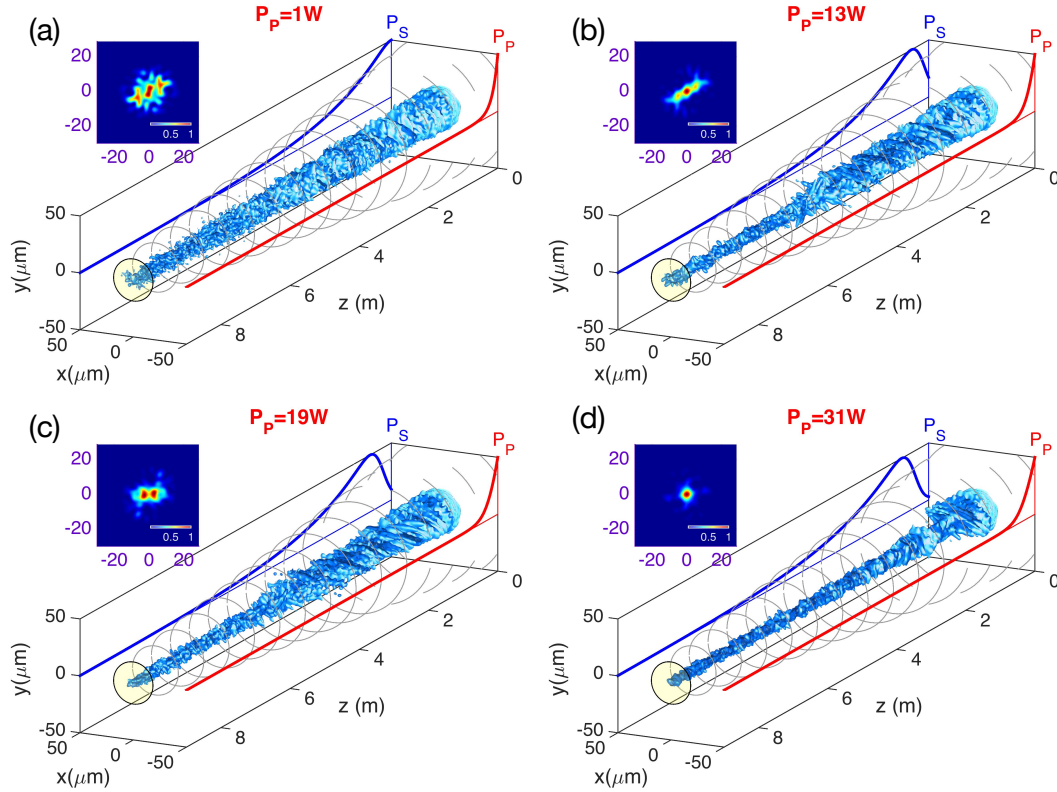 (a)
P_P=1W
P_S
P_P
20
0
-20
0.5 1
-20 0 20
50
0
-50
y(μm)
50
0
-50
x(μm)
0
2
4
6
8
z (m)
(b)
P_P=13W
P_S
P_P
20
0
-20
0.5 1
-20 0 20
50
0
-50
y(μm)
50
0
-50
x(μm)
0
2
4
6
8
z (m)
(c)
P_P=19W
P_S
P_P
20
0
-20
0.5 1
-20 0 20
50
0
-50
y(μm)
50
0
-50
x(μm)
0
2
4
6
8
z (m)
(d)
P_P=31W
P_S
P_P
20
0
-20
0.5 1
-20 0 20
50
0
-50
y(μm)
50
0
-50
x(μm)
0
2
4
6
8
z (m)